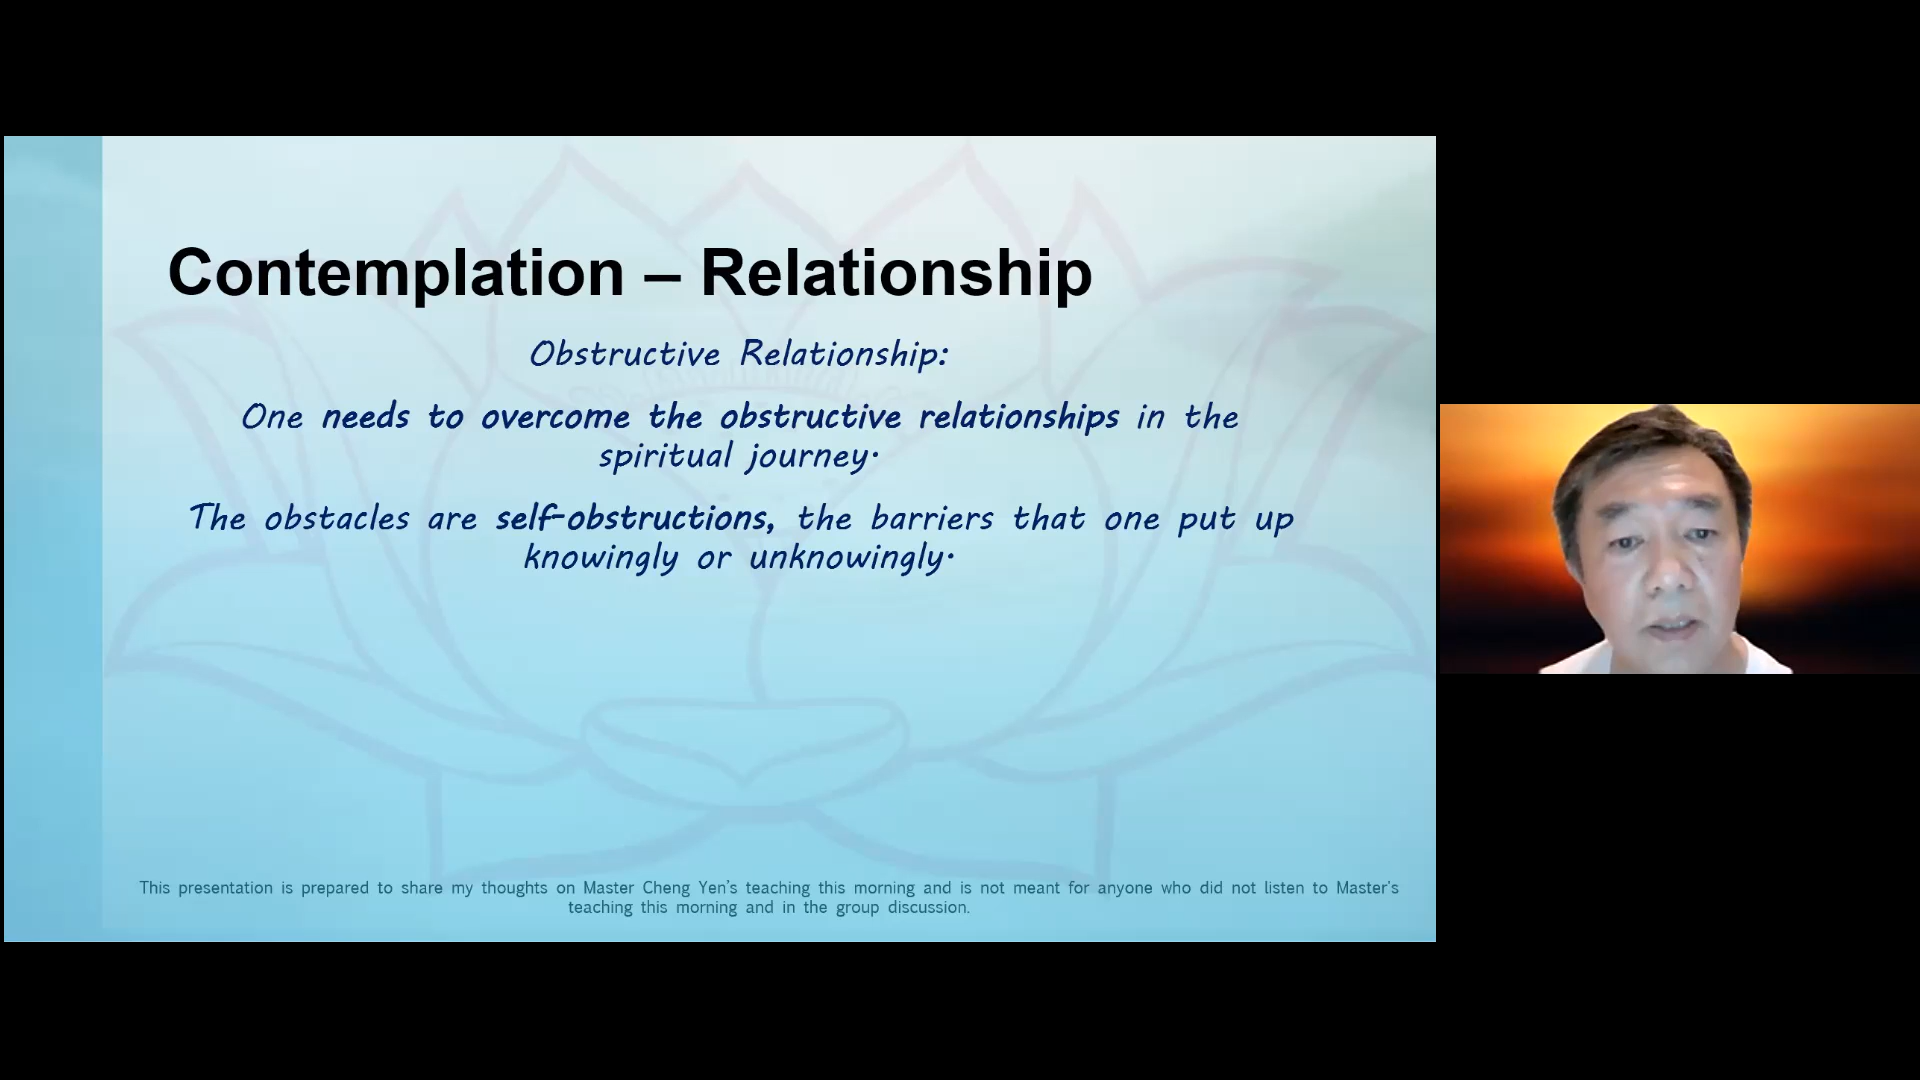 Contemplation – Relationship
Obstructive Relationship:
One needs to overcome the obstructive relationships in the
spiritual journey.
The obstacles are self-obstructions, the barriers that one put up
knowingly or unknowingly.
This presentation is prepared to share my thoughts on Master Cheng Yen's teaching this morning and is not meant for anyone who did not listen to Master's
teaching this morning and in the group discussion.